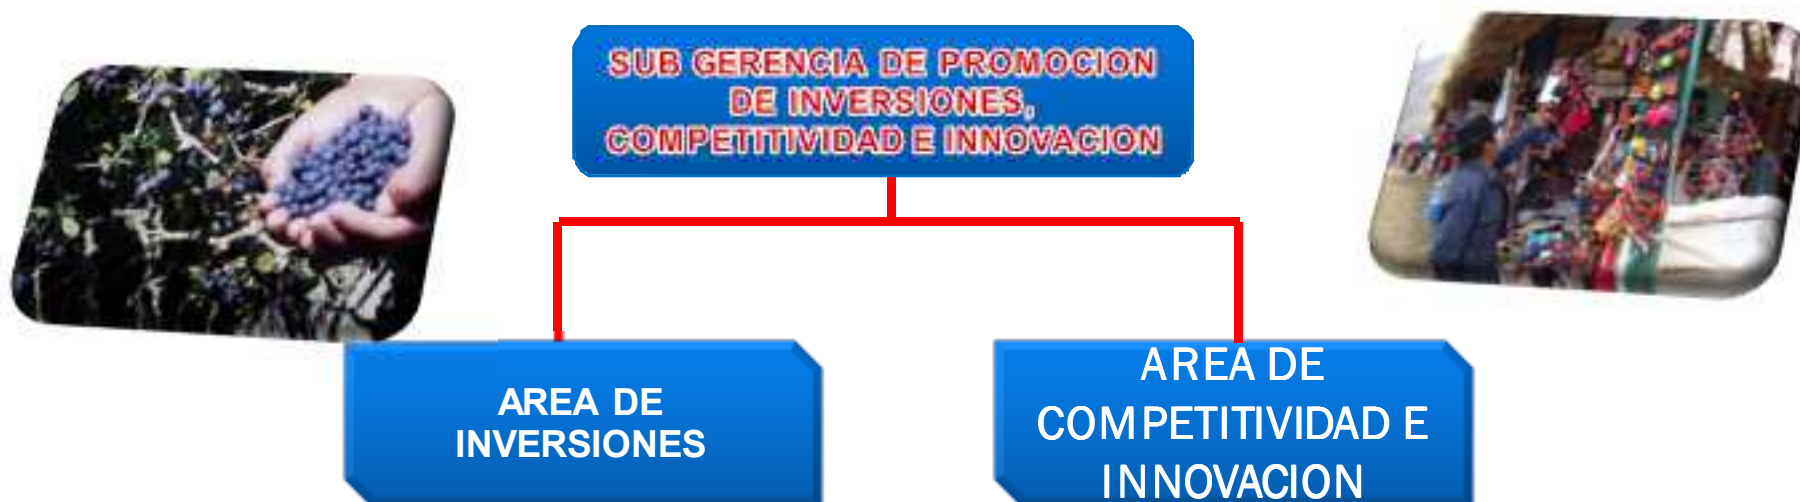 SUB GERENCIA DE PROMOCION
DE INVERSIONES,
COMPETITIVIDAD E INNOVACION
AREA DE
INVERSIONES
AREA DE
COMPETITIVIDAD E
INNOVACION